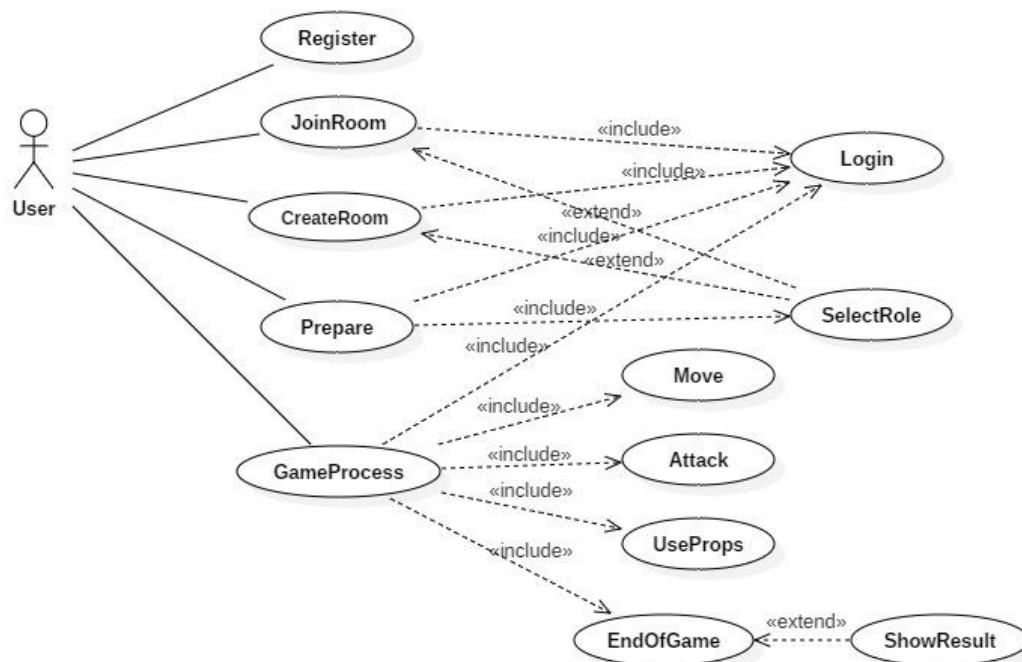 Register
JoinRoom
«include»
Login
User
CreateRoom
«include»
«extend»
«include»
«extend»
Prepare
«include»
SelectRole
«include»
Move
«include»
GameProcess
«include»
Attack
«include»
UseProps
«include»
EndOfGame
«extend»
ShowResult